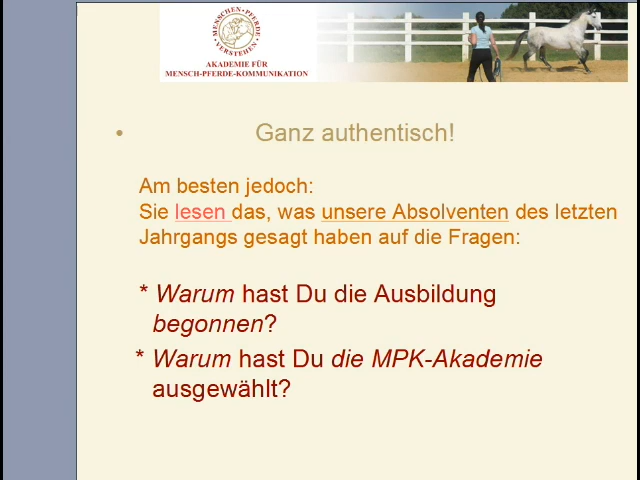 MENSCHEN PFERDE
VERSTEHEN
AKADEMIE FÜR
MENSCH-PFERDE-KOMMUNIKATION
• Ganz authentisch!
Am besten jedoch:
Sie lesen das, was unsere Absolventen des letzten
Jahrgangs gesagt haben auf die Fragen:
* Warum hast Du die Ausbildung
begonnen?
* Warum hast Du die MPK-Akademie
ausgewählt?